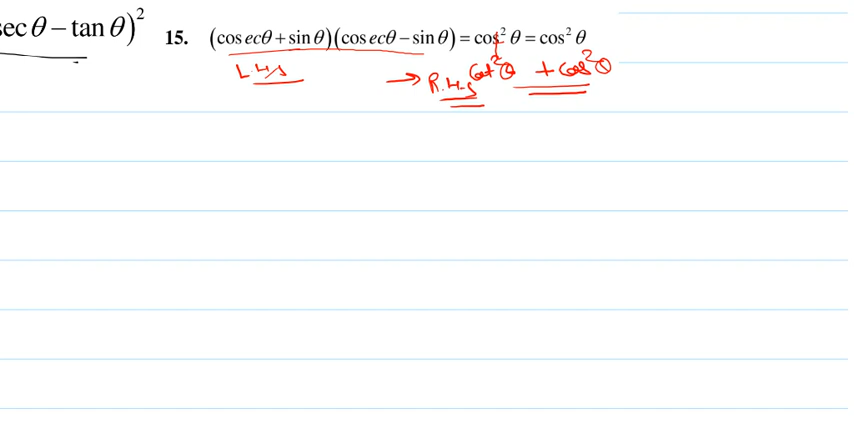 sec θ − tan θ)²
15. (cos ecθ + sin θ)(cos ecθ − sin θ) = cos² θ = cos² θ
L.H.S → R.H.S cot²θ + cos²θ